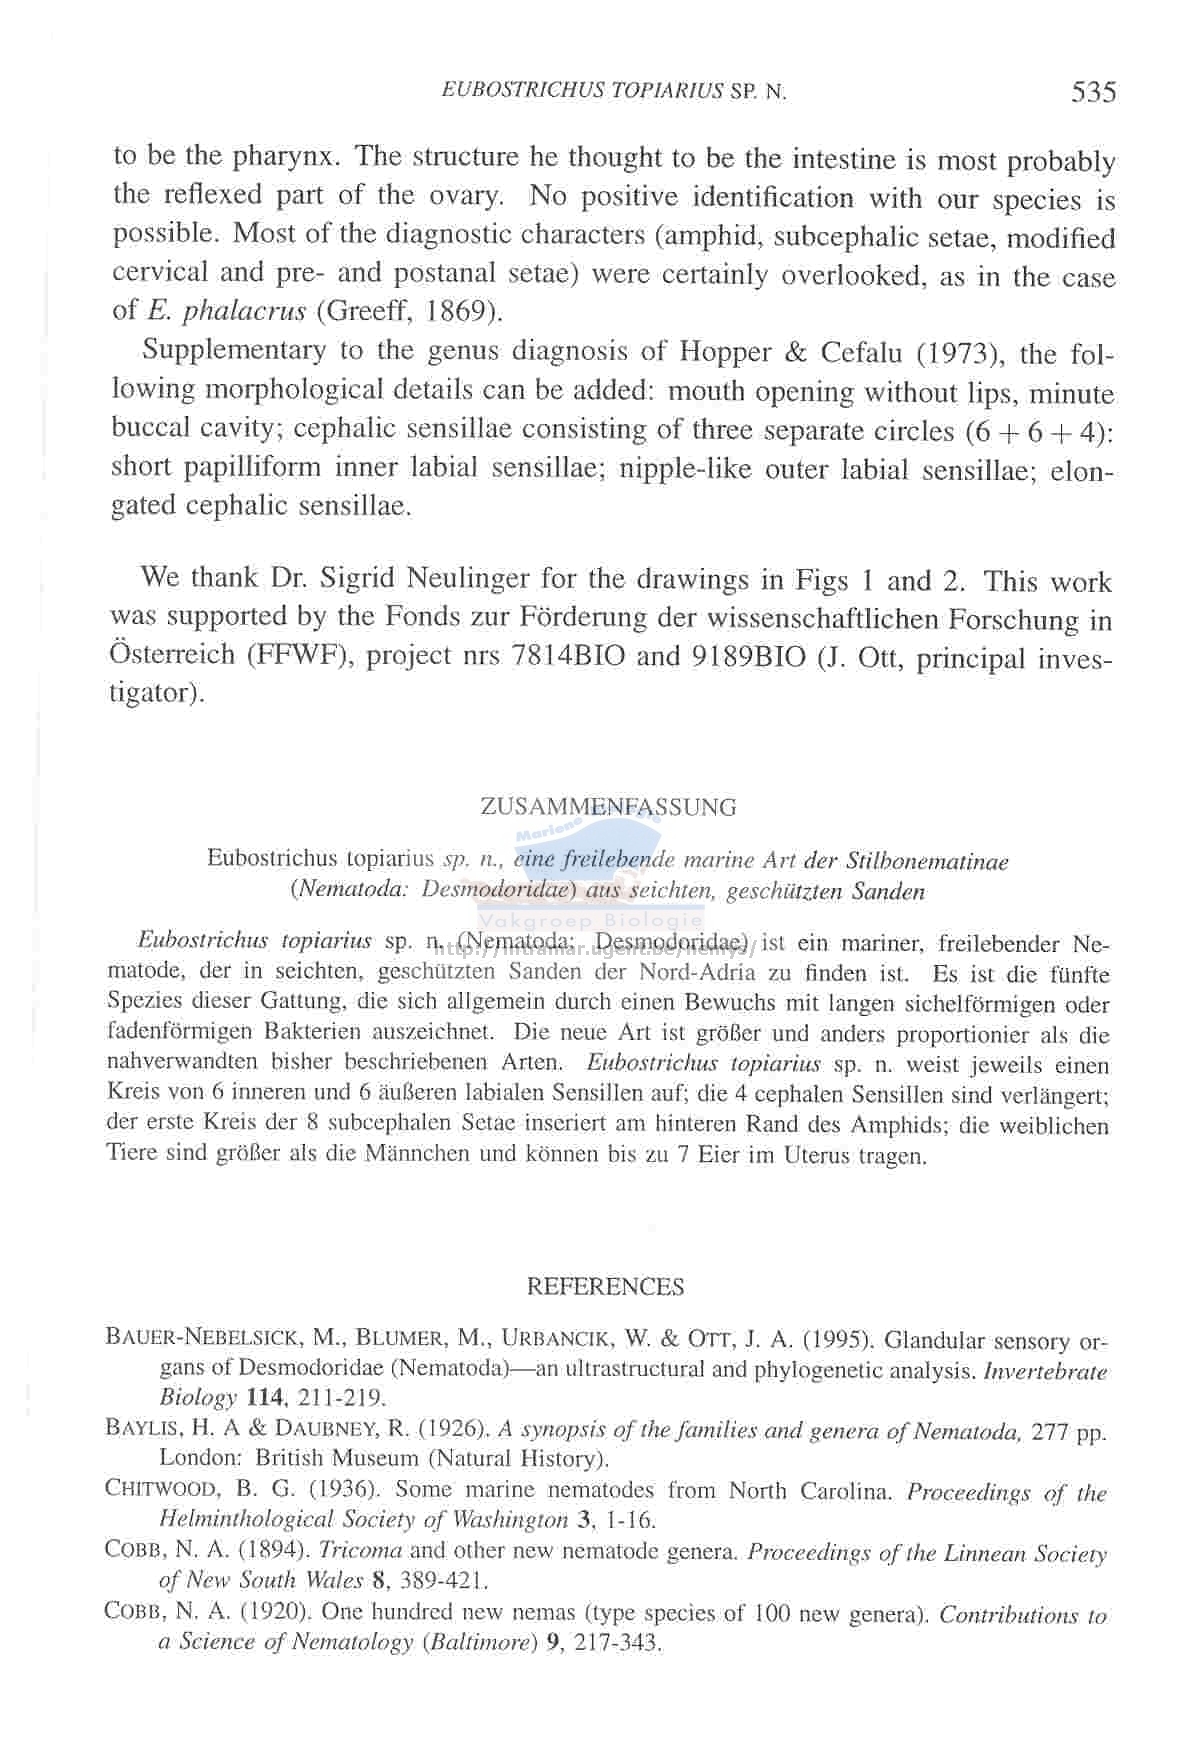 EUBOSTRICHUS TOPIARIUS SP. N. 535
to be the pharynx. The structure he thought to be the intestine is most probably
the reflexed part of the ovary. No positive identification with our species is
possible. Most of the diagnostic characters (amphid, subcephalic setae, modified
cervical and pre- and postanal setae) were certainly overlooked, as in the case
of E. phalacrus (Greeff, 1869).
Supplementary to the genus diagnosis of Hopper & Cefalu (1973), the fol-
lowing morphological details can be added: mouth opening without lips, minute
buccal cavity; cephalic sensillae consisting of three separate circles (6 + 6 + 4):
short papilliform inner labial sensillae; nipple-like outer labial sensillae; elon-
gated cephalic sensillae.
We thank Dr. Sigrid Neulinger for the drawings in Figs 1 and 2. This work
was supported by the Fonds zur Förderung der wissenschaftlichen Forschung in
Österreich (FFWF), project nrs 7814BIO and 9189BIO (J. Ott, principal inves-
tigator).
ZUSAMMENFASSUNG
Eubostrichus topiarius sp. n., eine freilebende marine Art der Stilbonematinae
(Nematoda: Desmodoridae) aus seichten, geschützten Sanden
Vakgroep Biologie
Eubostrichus topiarius sp. n. (Nematoda: Desmodoridae) ist ein mariner, freilebender Ne-
matode, der in seichten, geschützten Sanden der Nord-Adria zu finden ist. Es ist die fünfte
Spezies dieser Gattung, die sich allgemein durch einen Bewuchs mit langen sichelförmigen oder
fadenförmigen Bakterien auszeichnet. Die neue Art ist größer und anders proportionier als die
nahverwandten bisher beschriebenen Arten. Eubostrichus topiarius sp. n. weist jeweils einen
Kreis von 6 inneren und 6 äußeren labialen Sensillen auf; die 4 cephalen Sensillen sind verlängert;
der erste Kreis der 8 subcephalen Setae inseriert am hinteren Rand des Amphids; die weiblichen
Tiere sind größer als die Männchen und können bis zu 7 Eier im Uterus tragen.
REFERENCES
BAUER-NEBELSICK, M., BLUMER, M., URBANCIK, W. & OTT, J. A. (1995). Glandular sensory or-
gans of Desmodoridae (Nematoda)—an ultrastructural and phylogenetic analysis. Invertebrate
Biology 114, 211-219.
BAYLIS, H. A & DAUBNEY, R. (1926). A synopsis of the families and genera of Nematoda, 277 pp.
London: British Museum (Natural History).
CHITWOOD, B. G. (1936). Some marine nematodes from North Carolina. Proceedings of the
Helminthological Society of Washington 3, 1-16.
COBB, N. A. (1894). Tricoma and other new nematode genera. Proceedings of the Linnean Society
of New South Wales 8, 389-421.
COBB, N. A. (1920). One hundred new nemas (type species of 100 new genera). Contributions to
a Science of Nematology (Baltimore) 9, 217-343.